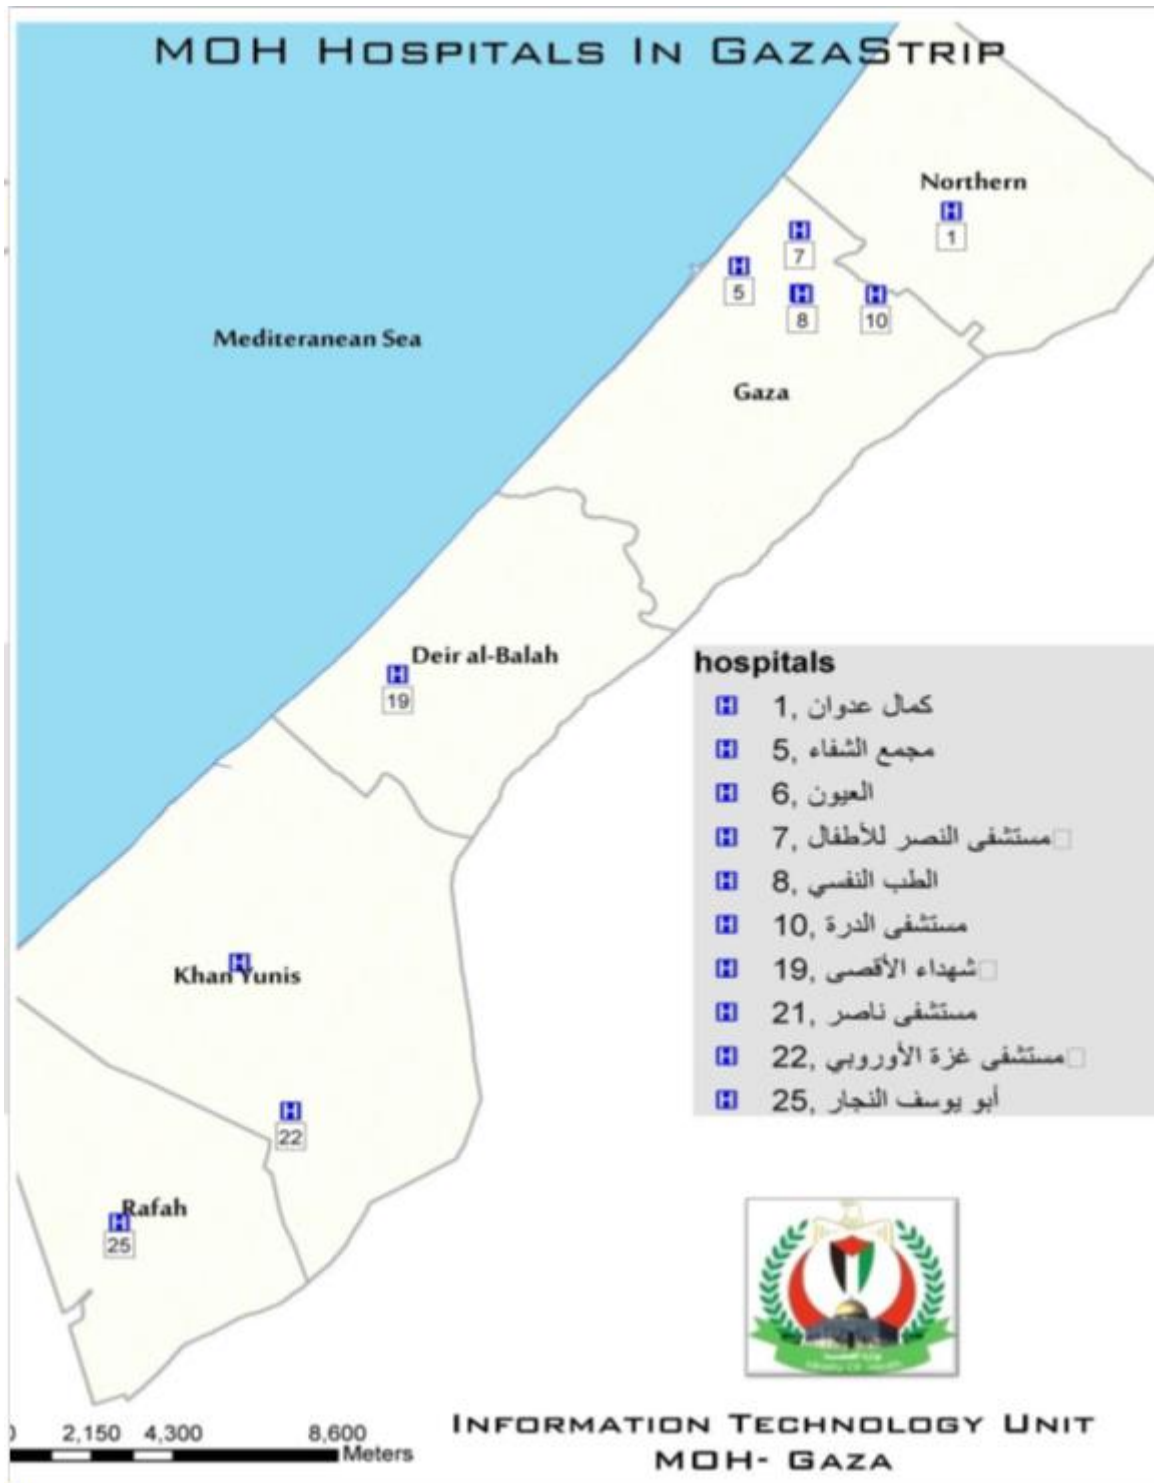 MOH HOSPITALS IN GAZASTRIP
Northern
1
7
5
8
10
Mediteranean Sea
Gaza
Deir al-Balah
19
hospitals
1, كمال عدوان
5, مجمع الشفاء
6, العيون
7, مستشفى النصر للأطفال
8, الطب النفسي
10, مستشفى الدرة
19, شهداء الأقصى
21, مستشفى ناصر
22, مستشفى غزة الأوروبي
25, أبو يوسف النجار
Khan Yunis
22
Rafah
25
0 2,150 4,300 8,600
Meters
INFORMATION TECHNOLOGY UNIT
MOH- GAZA